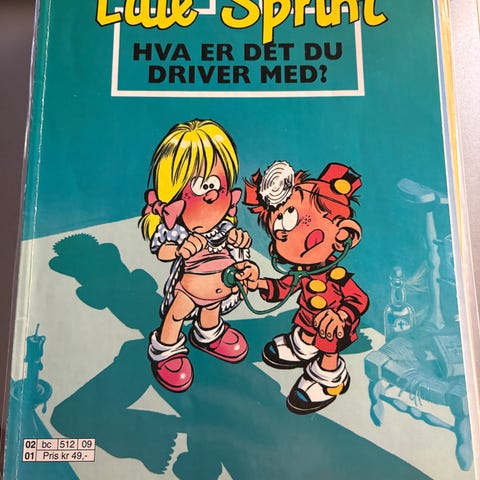 Lille Sprint
HVA ER DET DU
DRIVER MED?
02 bc 512 09
01 Pris kr 49,-